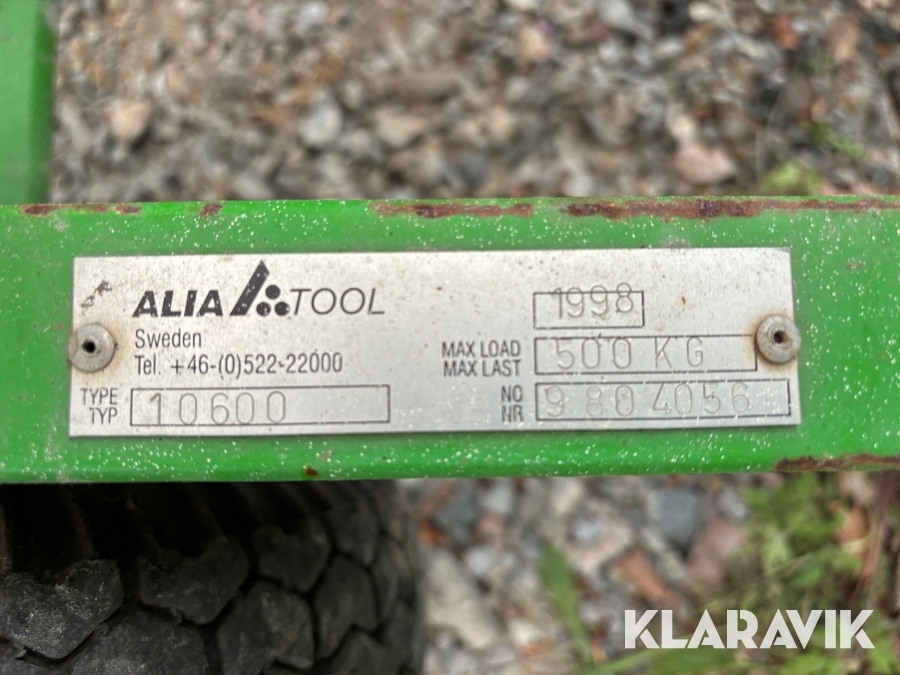 ALIA TOOL
Sweden
Tel. +46-(0)522-22000
TYPE
TYP
10600
1998
MAX LOAD
MAX LAST
500 KG
NO
NR
9804056
KLARAVIK